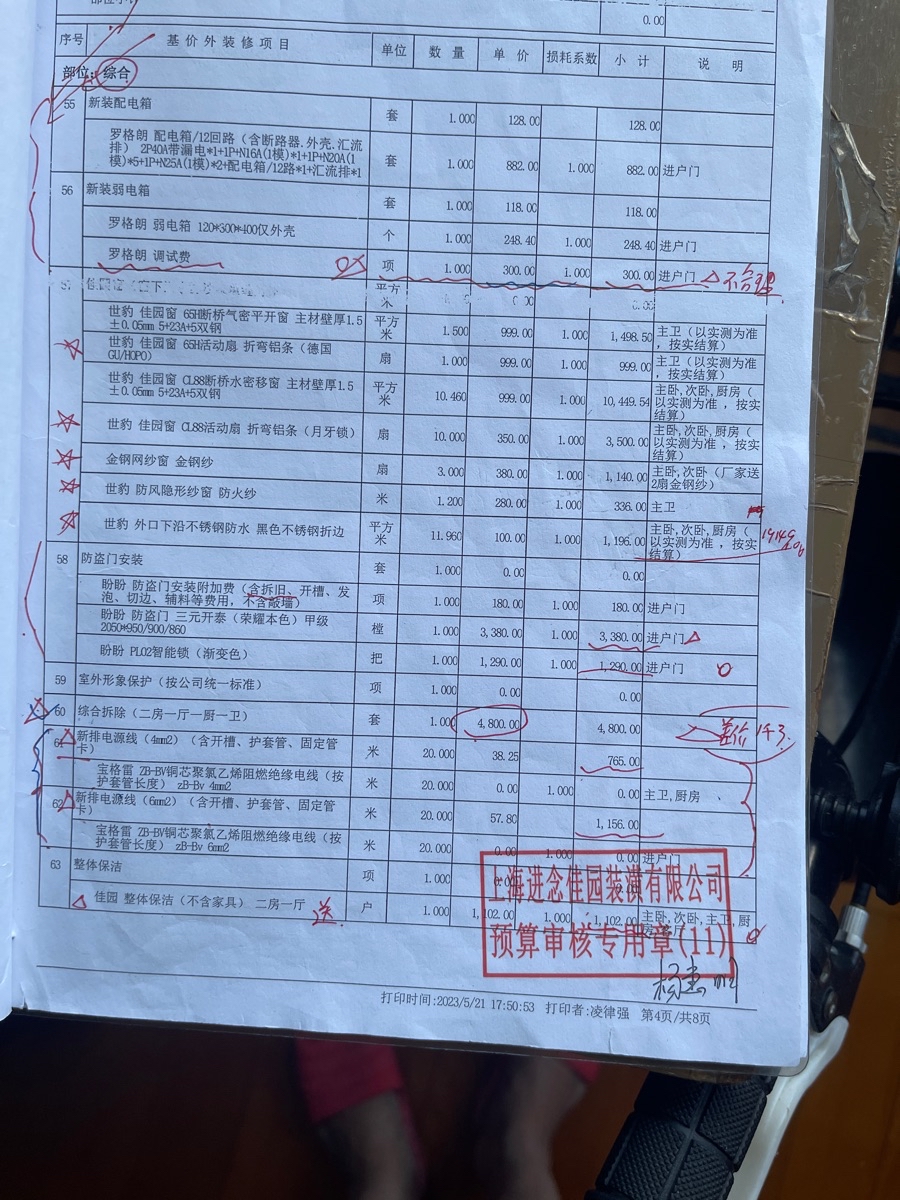 0.00
序号 基价外装修项目 单位 数 量 单 价 损耗系数 小 计 说 明
部位：综合
55 新装配电箱 套 1.000 128.00 128.00
罗格朗 配电箱/12回路（含断路器.外壳.汇流
排） 2P40A带漏电*1+1P+N16A(1模)*1+1P+N20A(1
模)*5+1P+N25A(1模)*2+配电箱/12路*1+汇流排*1
套 1.000 882.00 1.000 882.00 进户门
56 新装弱电箱 套 1.000 118.00 118.00
罗格朗 弱电箱 120*300*400仅外壳 个 1.000 248.40 1.000 248.40 进户门
罗格朗 调试费 项 1.000 300.00 1.000 300.00 进户门 不合理
平方
米 0.00
世豹 佳园窗 65H断桥气密平开窗 主材壁厚1.5
±0.05mm 5+23A+5双钢
平方
米 1.500 999.00 1.000 1,498.50 主卫（以实测为准
，按实结算）
世豹 佳园窗 65H活动扇 折弯铝条（德国
GU/HOPO）
扇 1.000 999.00 1.000 999.00 主卫（以实测为准
，按实结算）
世豹 佳园窗 CL88断桥水密移窗 主材壁厚1.5
±0.05mm 5+23A+5双钢
平方
米 10.460 999.00 1.000 10,449.54 主卧,次卧,厨房（
以实测为准 ，按实
结算）
世豹 佳园窗 CL88活动扇 折弯铝条（月牙锁） 扇 10.000 350.00 1.000 3,500.00 主卧,次卧,厨房（
以实测为准 ，按实
结算）
金钢网纱窗 金钢纱 扇 3.000 380.00 1.000 1,140.00 主卧,次卧（厂家送
2扇金钢纱）
世豹 防风隐形纱窗 防火纱 米 1.200 280.00 1.000 336.00 主卫
世豹 外口下沿不锈钢防水 黑色不锈钢折边 平方
米 11.960 100.00 1.000 1,196.00 主卧,次卧,厨房（
以实测为准 ，按实
结算）
58 防盗门安装 套 1.000 0.00 0.00
盼盼 防盗门安装附加费（含拆旧、开槽、发
泡、切边、辅料等费用，不含敲墙）
项 1.000 180.00 1.000 180.00 进户门
盼盼 防盗门 三元开泰（荣耀本色）甲级
2050*950/900/860
樘 1.000 3,380.00 1.000 3,380.00 进户门
盼盼 PL02智能锁（渐变色） 把 1.000 1,290.00 1.000 1,290.00 进户门
59 室外形象保护（按公司统一标准） 项 1.000 0.00 0.00
60 综合拆除（二房一厅一厨一卫） 套 1.000 4,800.00 4,800.00
61 新排电源线（4mm2）（含开槽、护套管、固定管
卡）
米 20.000 38.25 765.00
宝格雷 ZB-BV铜芯聚氯乙烯阻燃绝缘电线（按
护套管长度） zB-Bv 4mm2
米 20.000 0.00 1.000 0.00 主卫,厨房
62 新排电源线（6mm2）（含开槽、护套管、固定管
卡）
米 20.000 57.80 1,156.00
宝格雷 ZB-BV铜芯聚氯乙烯阻燃绝缘电线（按
护套管长度） zB-Bv 6mm2
米 20.000 0.00 1.000 0.00 进户门
63 整体保洁 项 1.000
佳园 整体保洁（不含家具） 二房一厅 送 户 1.000 1,102.00 1.000 1,102.00 主卧,次卧,主卫,厨
上海进念佳园装潢有限公司
预算审核专用章(11)
打印时间:2023/5/21 17:50:53 打印者:凌律强 第4页/共8页